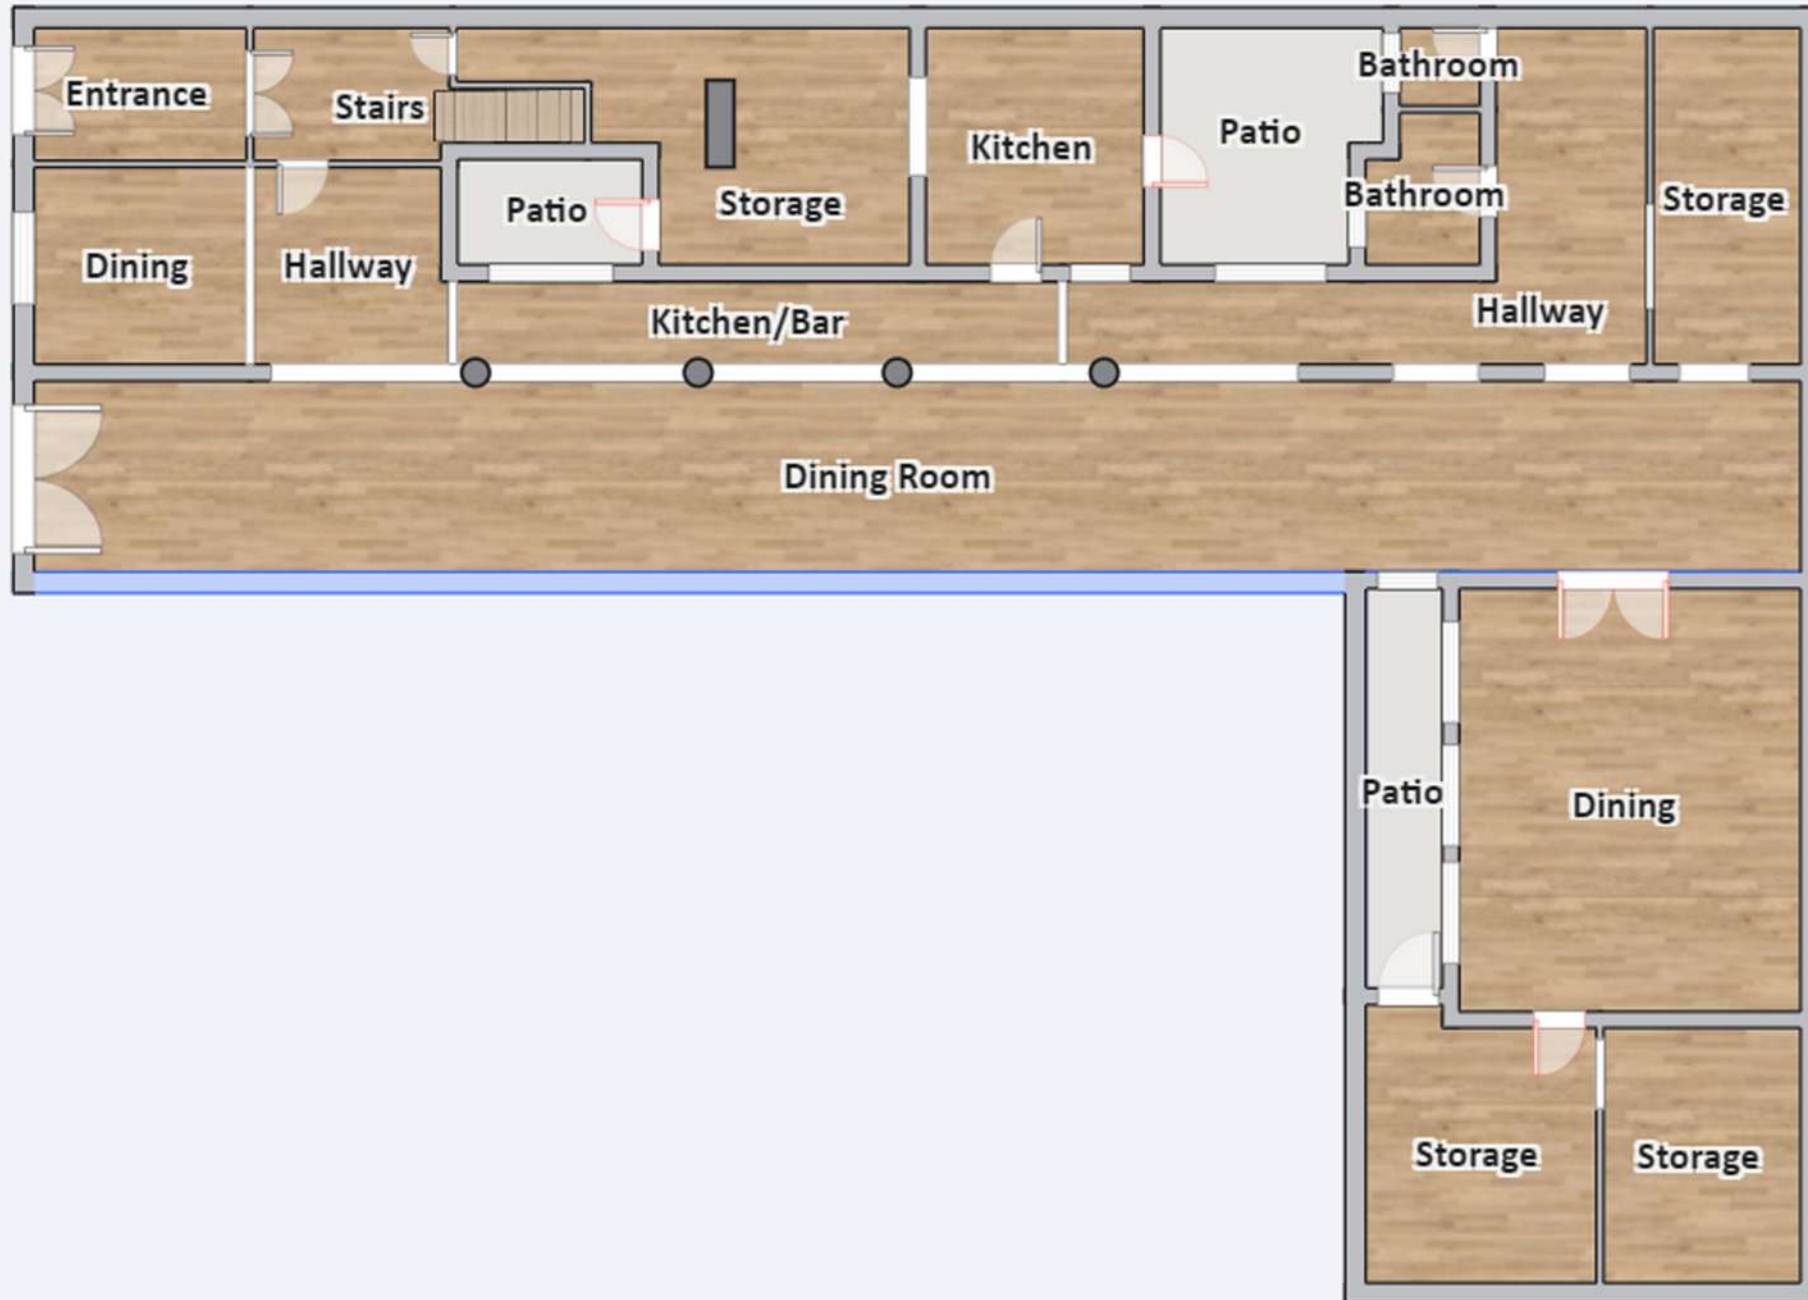 Entrance
Stairs
Kitchen
Patio
Bathroom
Dining
Hallway
Patio
Storage
Bathroom
Storage
Kitchen/Bar
Hallway
Dining Room
Patio
Dining
Storage
Storage